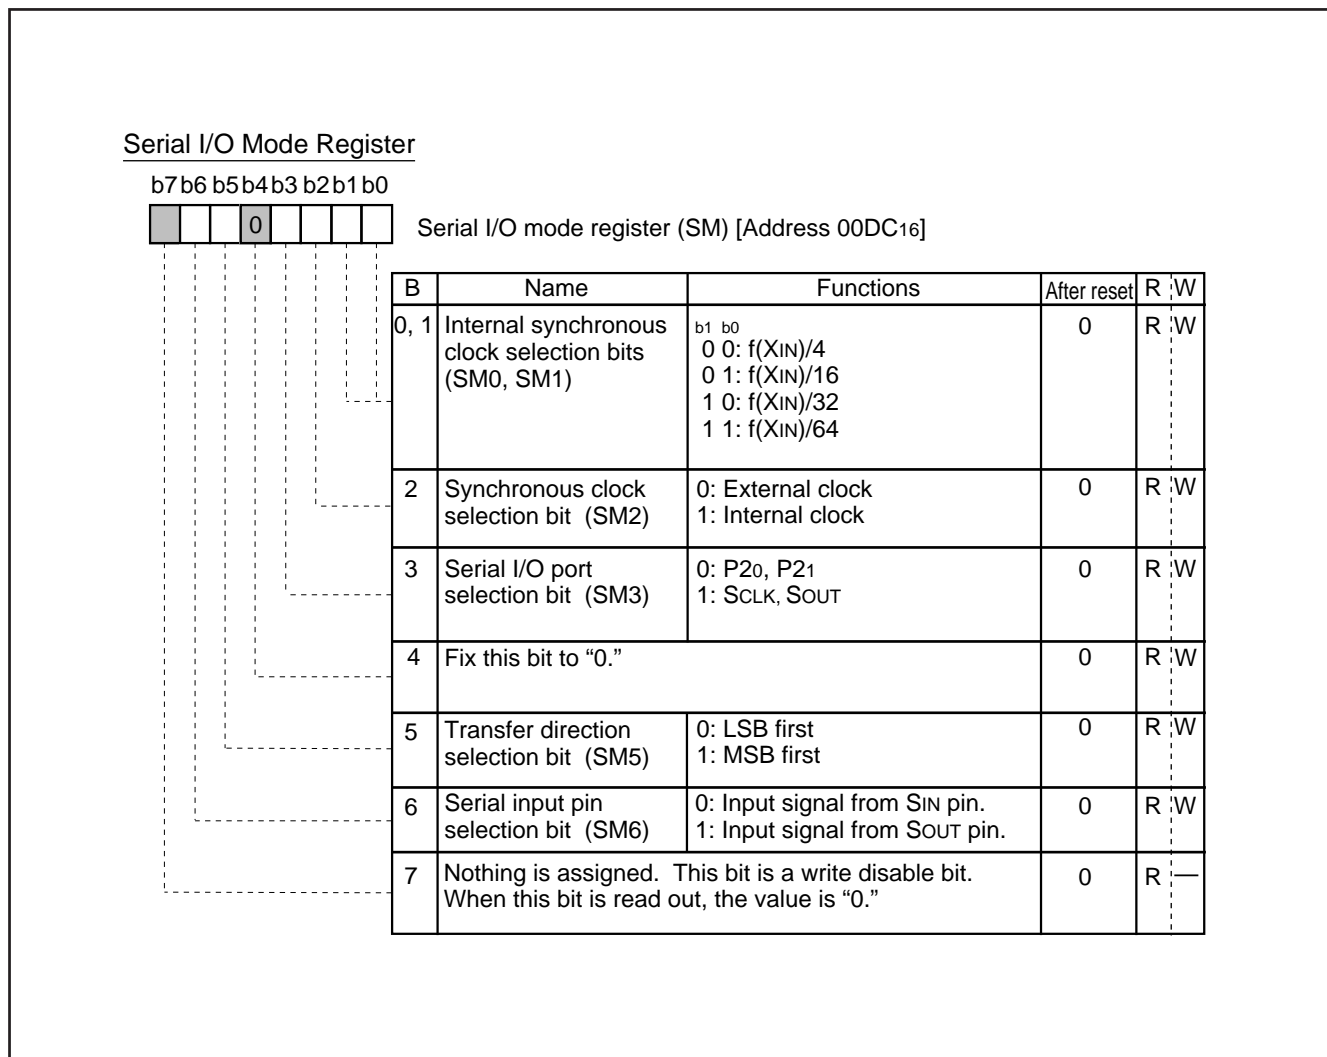 Serial I/O Mode Register
b7 b6 b5 b4 b3 b2 b1 b0
0
Serial I/O mode register (SM) [Address 00DC16]
B Name Functions After reset R W
0, 1 Internal synchronous clock selection bits (SM0, SM1)
b1 b0
0 0: f(XIN)/4
0 1: f(XIN)/16
1 0: f(XIN)/32
1 1: f(XIN)/64
0 R W
2 Synchronous clock selection bit (SM2)
0: External clock
1: Internal clock
0 R W
3 Serial I/O port selection bit (SM3)
0: P20, P21
1: SCLK, SOUT
0 R W
4 Fix this bit to “0.” 0 R W
5 Transfer direction selection bit (SM5)
0: LSB first
1: MSB first
0 R W
6 Serial input pin selection bit (SM6)
0: Input signal from SIN pin.
1: Input signal from SOUT pin.
0 R W
7 Nothing is assigned. This bit is a write disable bit.
When this bit is read out, the value is “0.”
0 R —